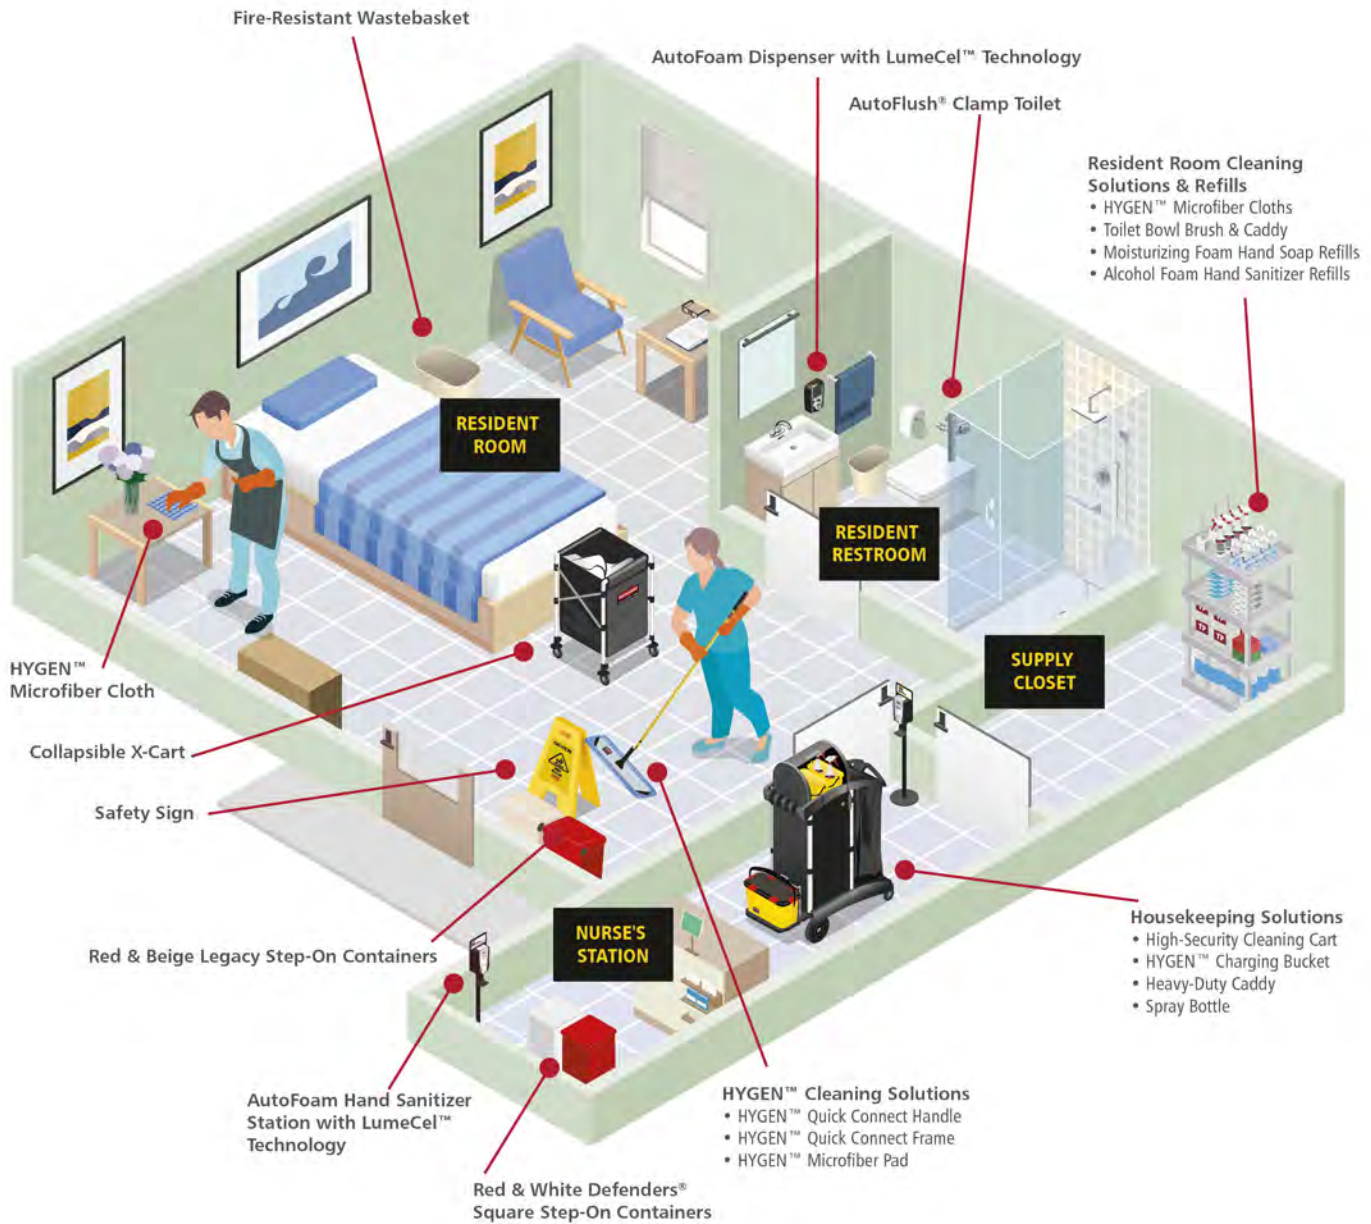 Fire-Resistant Wastebasket
AutoFoam Dispenser with LumeCel™ Technology
AutoFlush® Clamp Toilet
Resident Room Cleaning
Solutions & Refills
• HYGEN™ Microfiber Cloths
• Toilet Bowl Brush & Caddy
• Moisturizing Foam Hand Soap Refills
• Alcohol Foam Hand Sanitizer Refills
RESIDENT
ROOM
RESIDENT
RESTROOM
SUPPLY
CLOSET
HYGEN™
Microfiber Cloth
Collapsible X-Cart
Safety Sign
Red & Beige Legacy Step-On Containers
NURSE'S
STATION
Housekeeping Solutions
• High-Security Cleaning Cart
• HYGEN™ Charging Bucket
• Heavy-Duty Caddy
• Spray Bottle
AutoFoam Hand Sanitizer
Station with LumeCel™
Technology
HYGEN™ Cleaning Solutions
• HYGEN™ Quick Connect Handle
• HYGEN™ Quick Connect Frame
• HYGEN™ Microfiber Pad
Red & White Defenders®
Square Step-On Containers